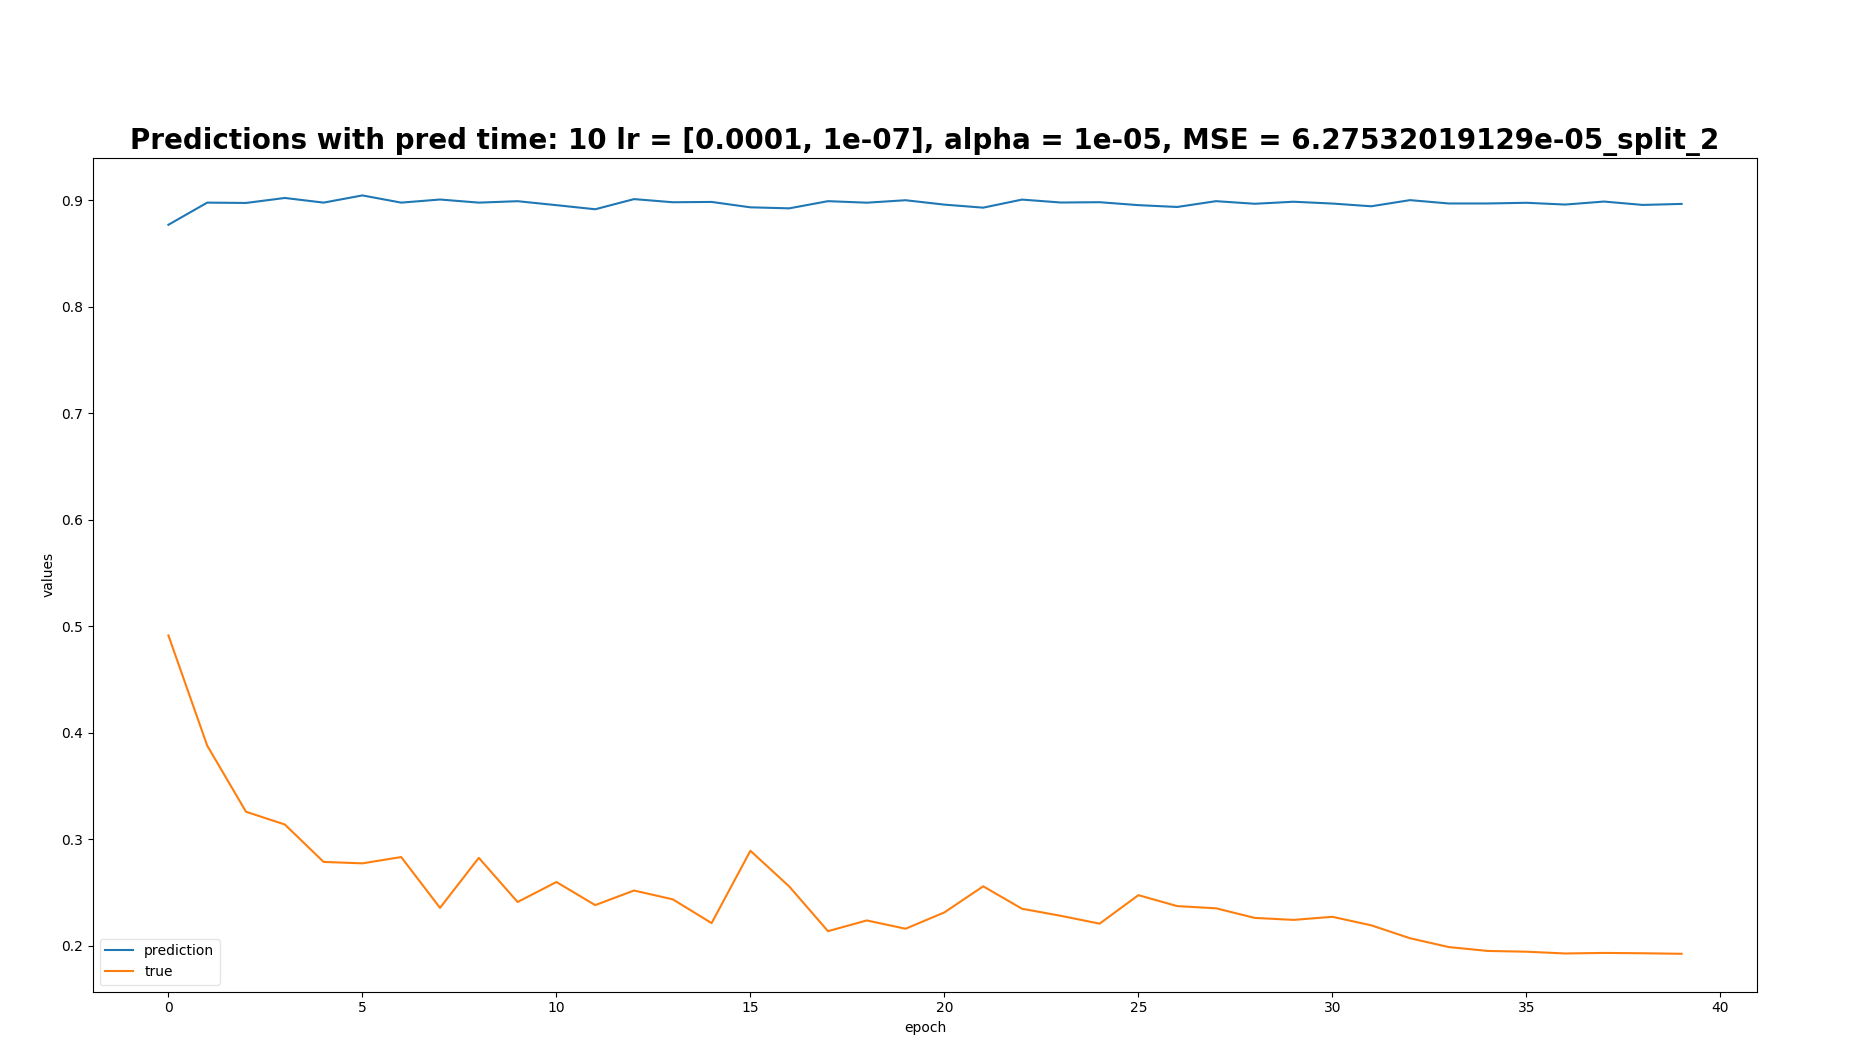 Predictions with pred time: 10 lr = [0.0001, 1e-07], alpha = 1e-05, MSE = 6.27532019129e-05_split_2
0.9
0.8
0.7
0.6
0.5
0.4
0.3
0.2
values
prediction
true
0 5 10 15 20 25 30 35 40
epoch